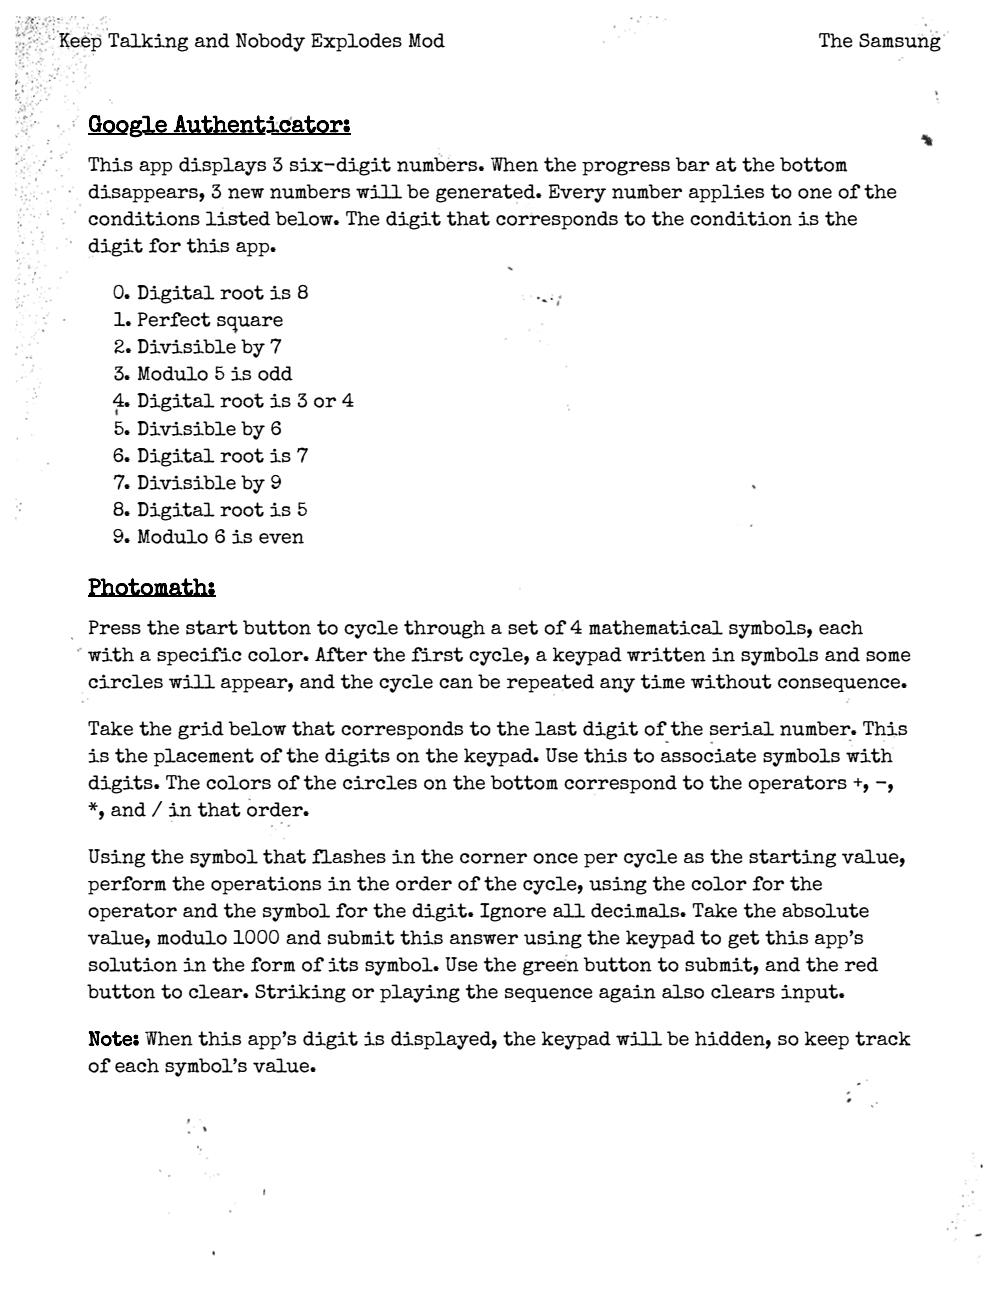 Keep Talking and Nobody Explodes Mod
The Samsung
Google Authenticator:
This app displays 3 six-digit numbers. When the progress bar at the bottom
disappears, 3 new numbers will be generated. Every number applies to one of the
conditions listed below. The digit that corresponds to the condition is the
digit for this app.
0. Digital root is 8
1. Perfect square
2. Divisible by 7
3. Modulo 5 is odd
4. Digital root is 3 or 4
5. Divisible by 6
6. Digital root is 7
7. Divisible by 9
8. Digital root is 5
9. Modulo 6 is even
Photomath:
Press the start button to cycle through a set of 4 mathematical symbols, each
with a specific color. After the first cycle, a keypad written in symbols and some
circles will appear, and the cycle can be repeated any time without consequence.
Take the grid below that corresponds to the last digit of the serial number. This
is the placement of the digits on the keypad. Use this to associate symbols with
digits. The colors of the circles on the bottom correspond to the operators +, -,
*, and / in that order.
Using the symbol that flashes in the corner once per cycle as the starting value,
perform the operations in the order of the cycle, using the color for the
operator and the symbol for the digit. Ignore all decimals. Take the absolute
value, modulo 1000 and submit this answer using the keypad to get this app's
solution in the form of its symbol. Use the green button to submit, and the red
button to clear. Striking or playing the sequence again also clears input.
Note: When this app's digit is displayed, the keypad will be hidden, so keep track
of each symbol's value.